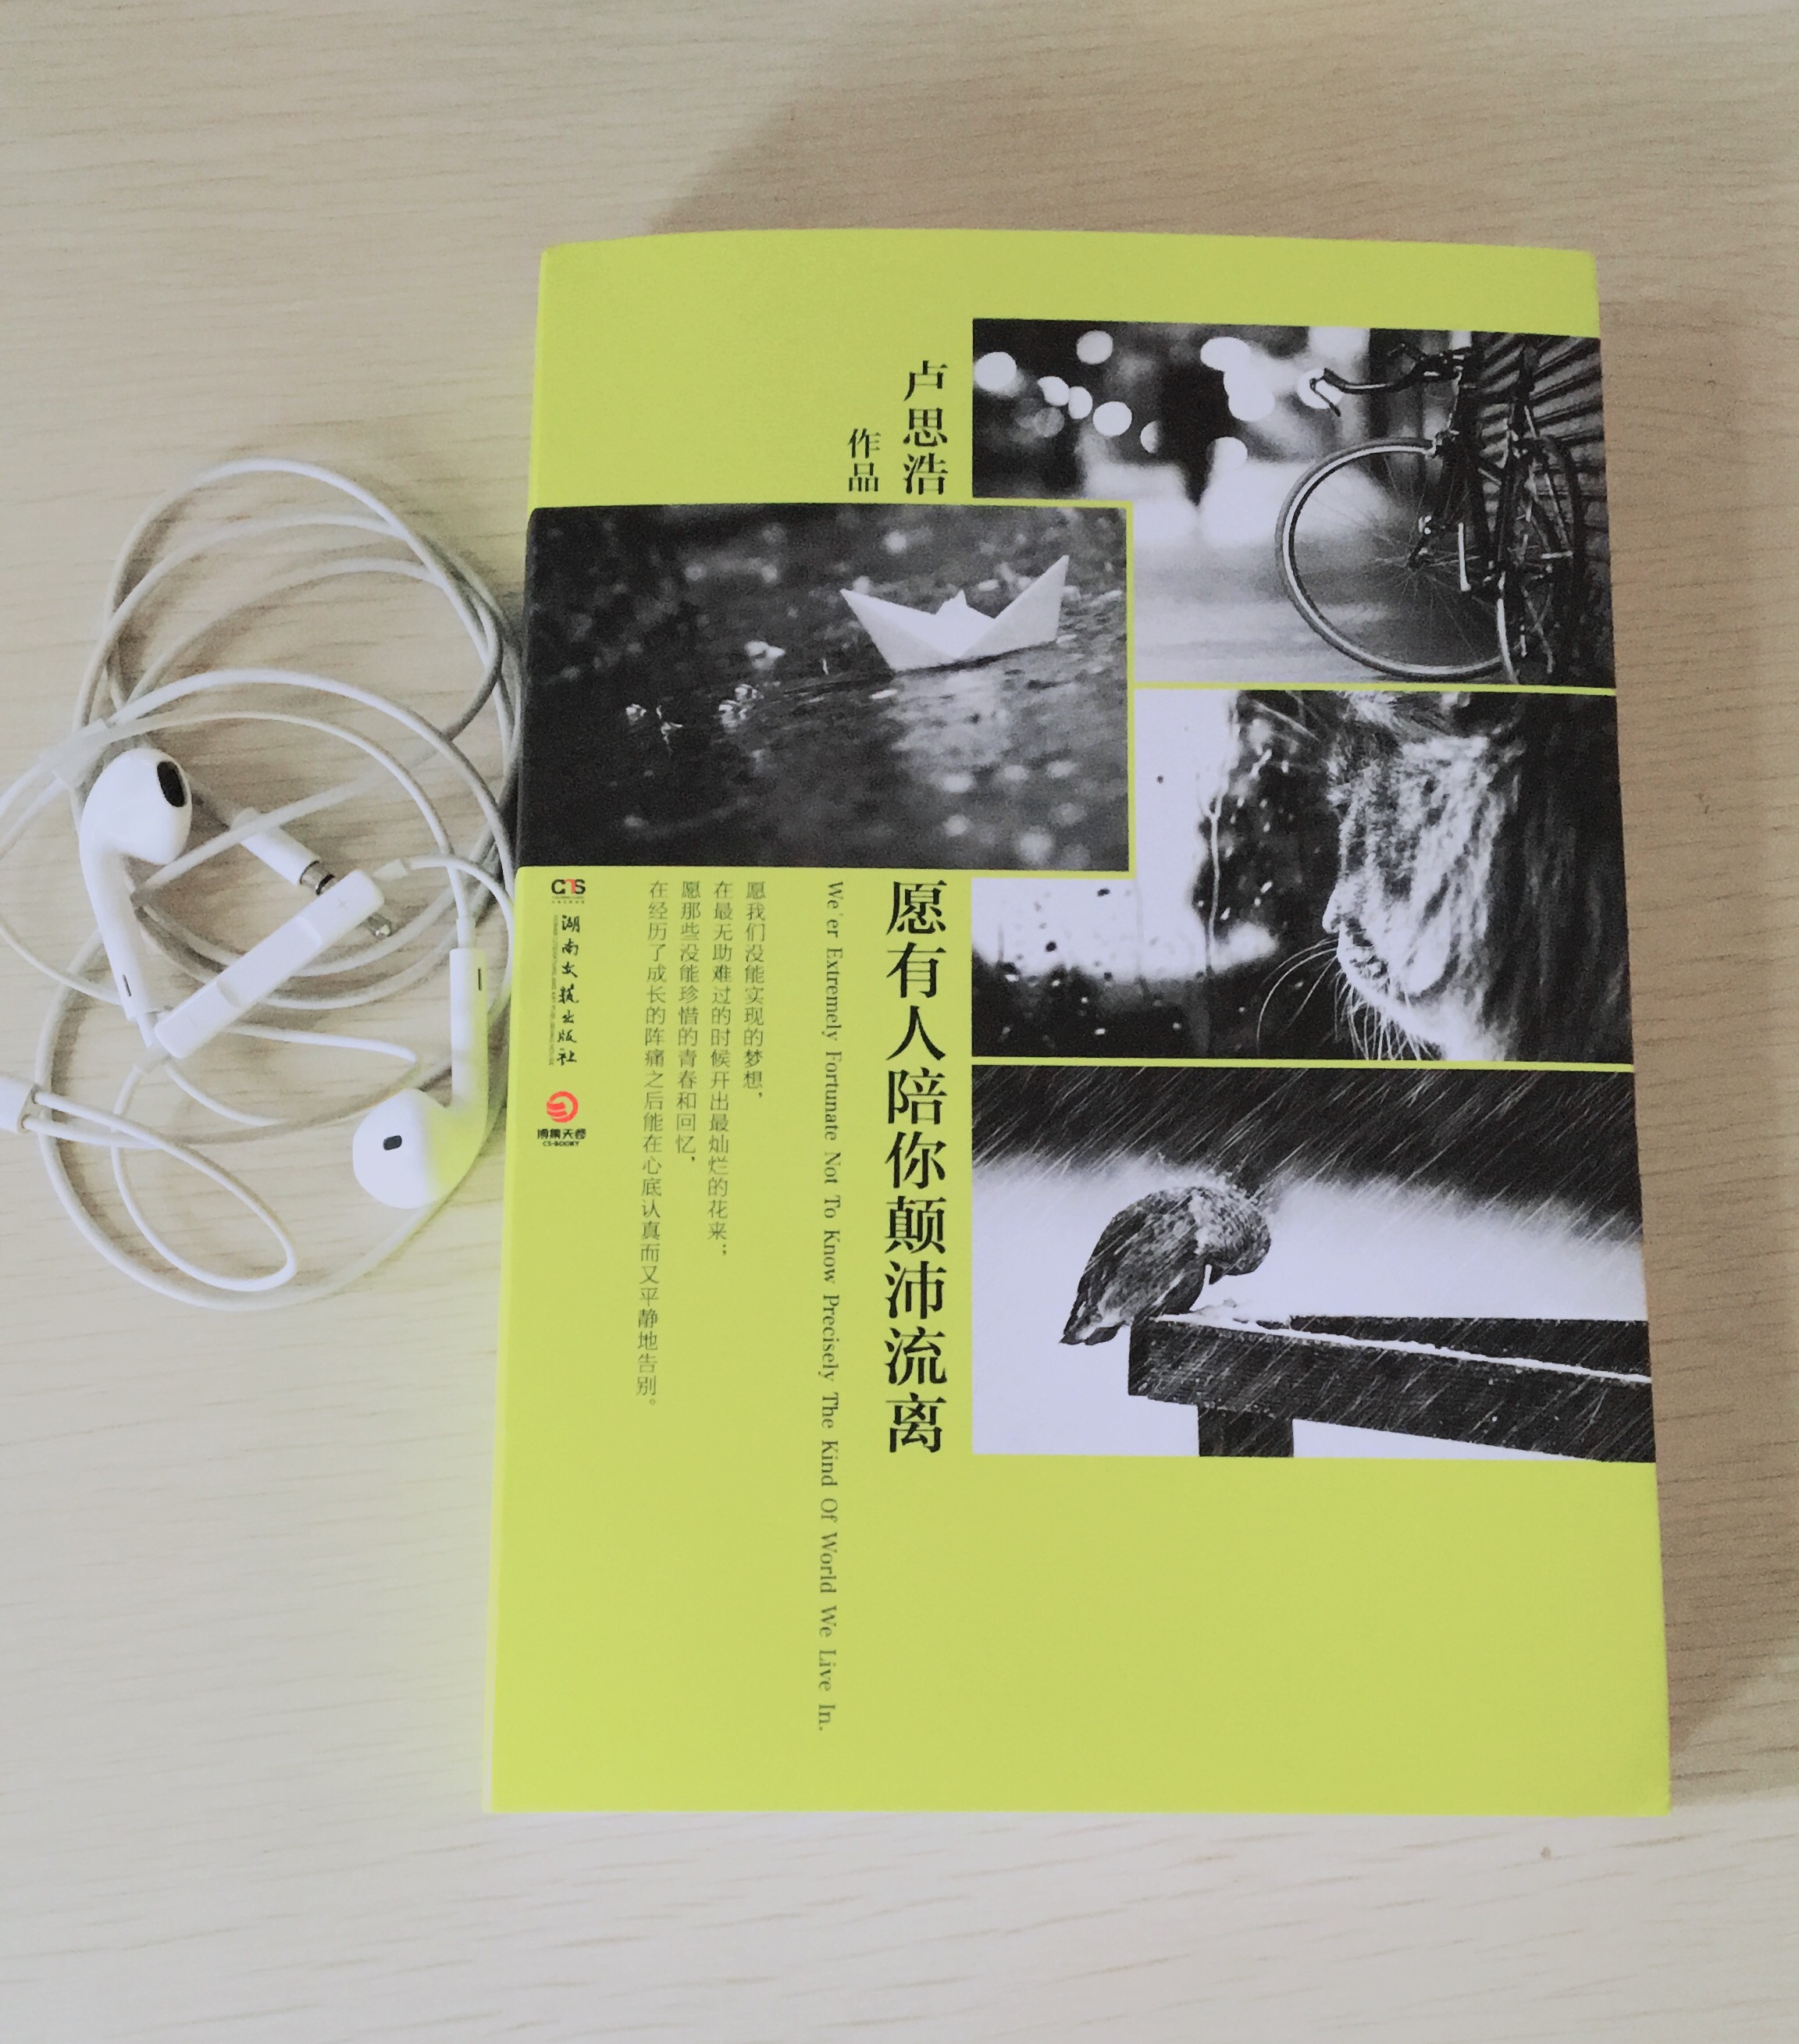 卢思浩
作品
愿有人陪你颠沛流离
We'er Extremely Fortunate Not To Know Precisely The Kind Of World We Live In.
愿我们没能实现的梦想，
在最无助难过的时候开出最灿烂的花来；
愿那些没能珍惜的青春和回忆，
在经历了成长的阵痛之后能在心底认真而又平静地告别。
CTS
湖南文艺出版社
博集天卷
CS-BOOKY